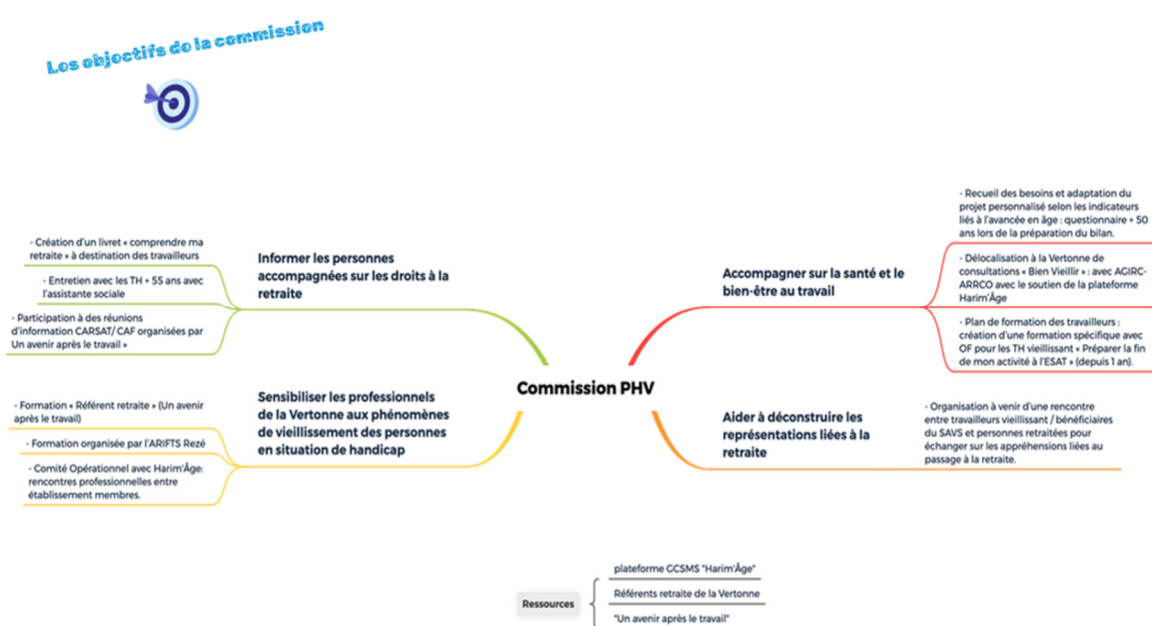 Los objoctifs do la commission
- Création d'un livret « comprendre ma
retraite » à destination des travailleurs
- Entretien avec les TH + 55 ans avec
l'assistante sociale
- Participation à des réunions
d'information CARSAT/ CAF organisées par
Un avenir après le travail »
Informer les personnes
accompagnées sur les droits à la
retraite
- Formation « Référent retraite » (Un avenir
après le travail)
- Formation organisée par l'ARIFTS Rezé
- Comité Opérationnel avec Harim'Âge:
rencontres professionnelles entre
établissement membres.
Sensibiliser les professionnels
de la Vertonne aux phénomènes
de vieillissement des personnes
en situation de handicap
Commission PHV
Accompagner sur la santé et le
bien-être au travail
- Recueil des besoins et adaptation du
projet personnalisé selon les indicateurs
liés à l'avancée en âge : questionnaire + 50
ans lors de la préparation du bilan.
- Délocalisation à la Vertonne de
consultations « Bien Vieillir » : avec AGIRC-
ARRCO avec le soutien de la plateforme
Harim'Âge
- Plan de formation des travailleurs :
création d'une formation spécifique avec
OF pour les TH vieillissant « Préparer la fin
de mon activité à l'ESAT » (depuis 1 an).
Aider à déconstruire les
représentations liées à la
retraite
- Organisation à venir d'une rencontre
entre travailleurs vieillissant / bénéficiaires
du SAVS et personnes retraitées pour
échanger sur les appréhensions liées au
passage à la retraite.
Ressources
plateforme GCSMS "Harim'Âge"
Référents retraite de la Vertonne
"Un avenir après le travail"